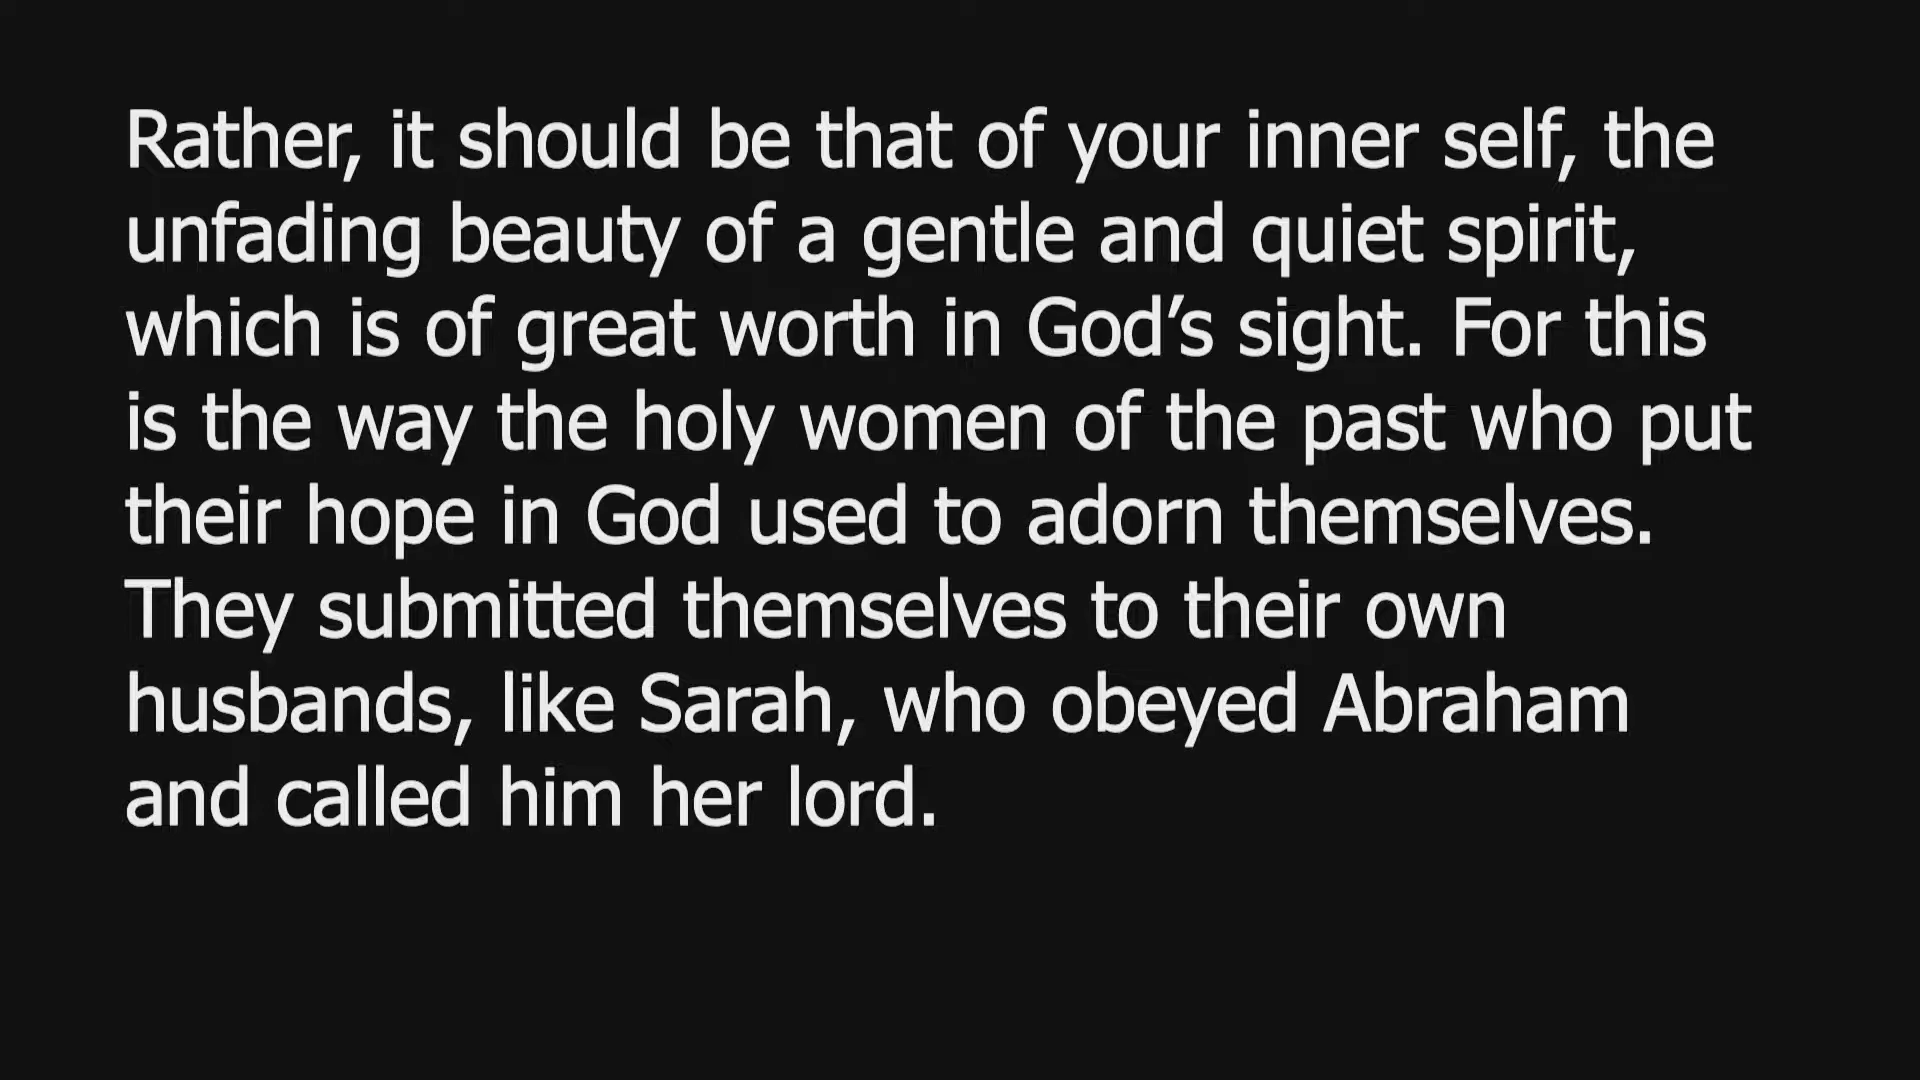 Rather, it should be that of your inner self, the
unfading beauty of a gentle and quiet spirit,
which is of great worth in God’s sight. For this
is the way the holy women of the past who put
their hope in God used to adorn themselves.
They submitted themselves to their own
husbands, like Sarah, who obeyed Abraham
and called him her lord.